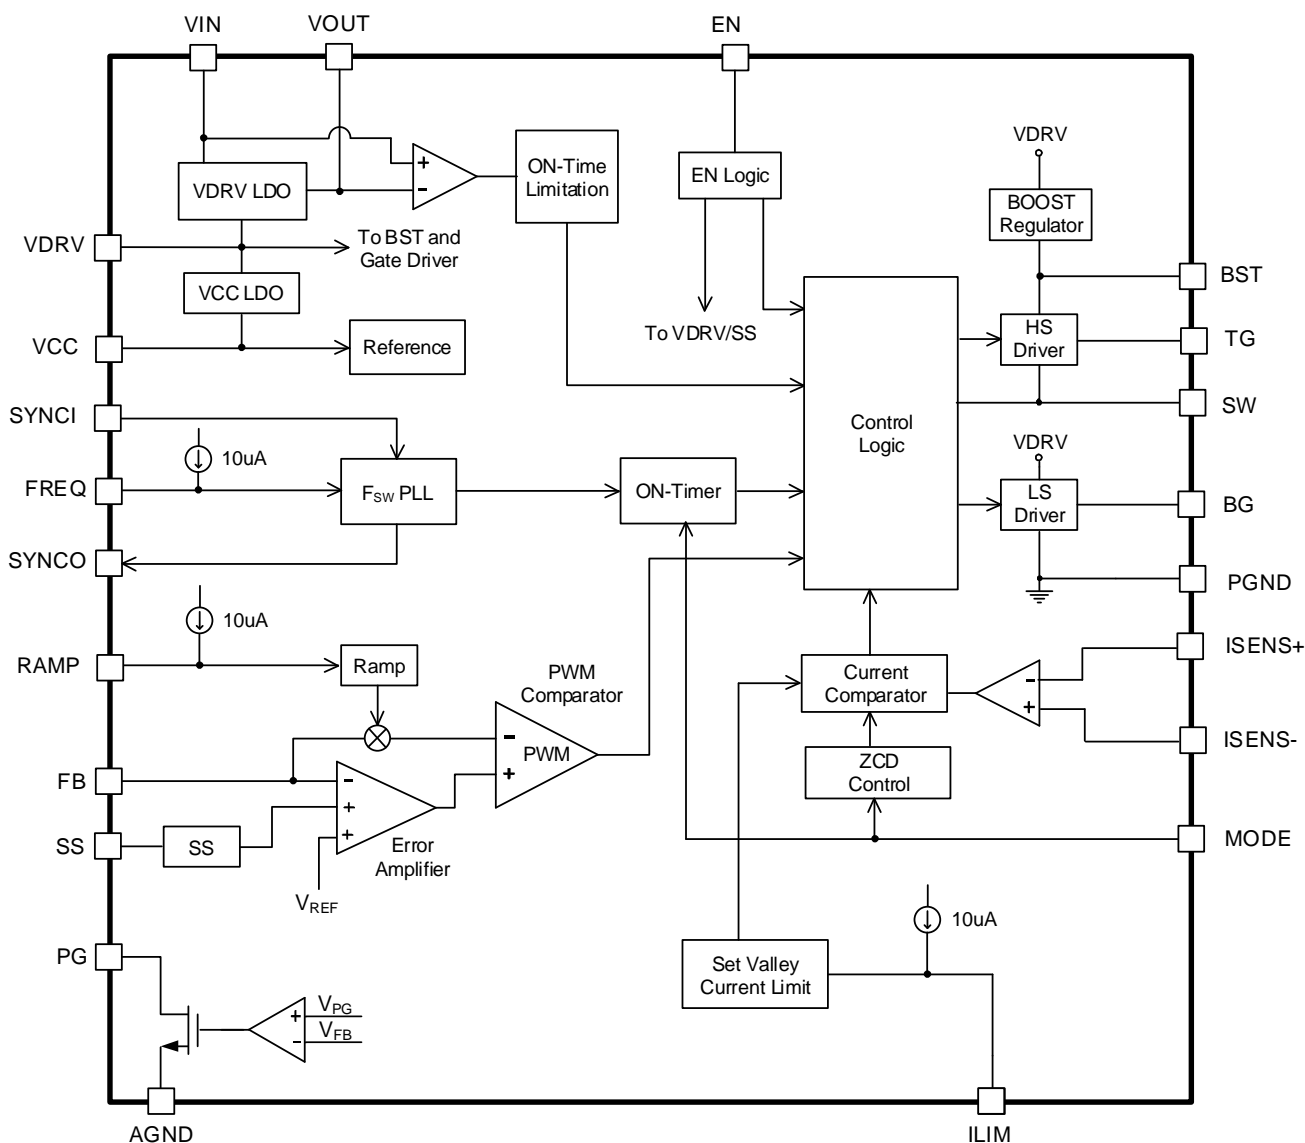 VIN
VOUT
EN
VDRV LDO
+
-
ON-Time
Limitation
EN Logic
VDRV
BOOST
Regulator
VDRV
To BST and
Gate Driver
VCC LDO
To VDRV/SS
BST
VCC
Reference
HS
Driver
TG
SYNCI
SW
Control
Logic
10uA
VDRV
FREQ
FSW PLL
ON-Timer
LS
Driver
BG
SYNCO
PGND
10uA
RAMP
Ramp
PWM
Comparator
Current
Comparator
-
+
ISENS+
ISENS-
-
PWM
+
ZCD
Control
FB
-
+
+
SS
SS
Error
Amplifier
MODE
VREF
10uA
PG
Set Valley
Current Limit
VPG
+
VFB
-
AGND
ILIM